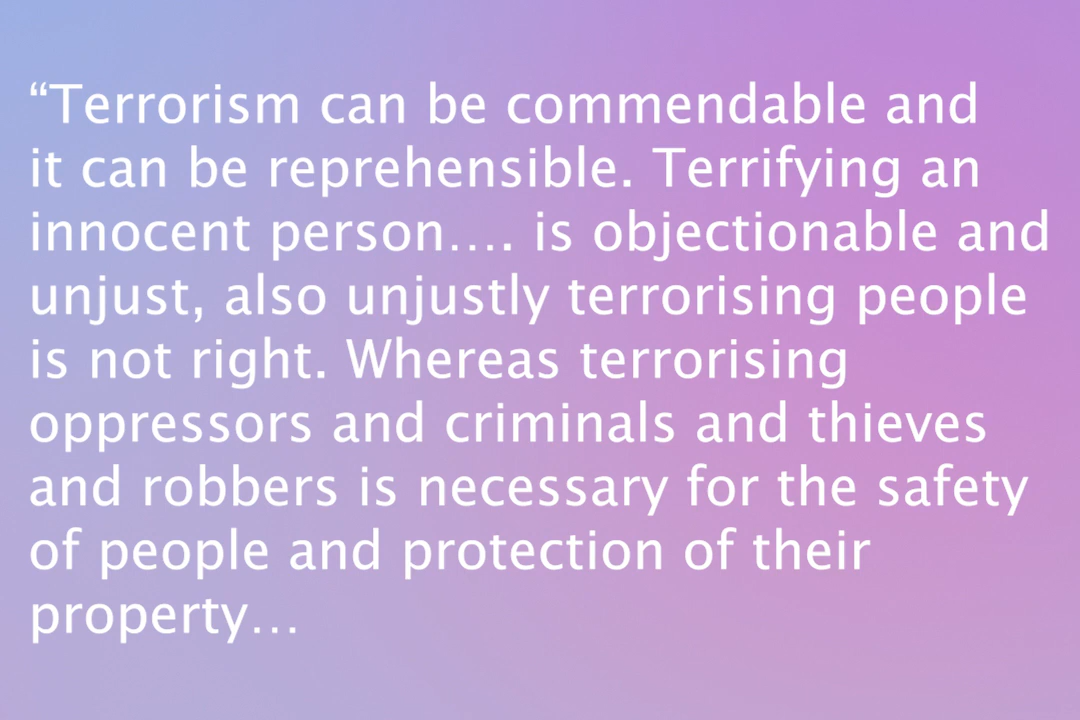 “Terrorism can be commendable and
it can be reprehensible. Terrifying an
innocent person…. is objectionable and
unjust, also unjustly terrorising people
is not right. Whereas terrorising
oppressors and criminals and thieves
and robbers is necessary for the safety
of people and protection of their
property…